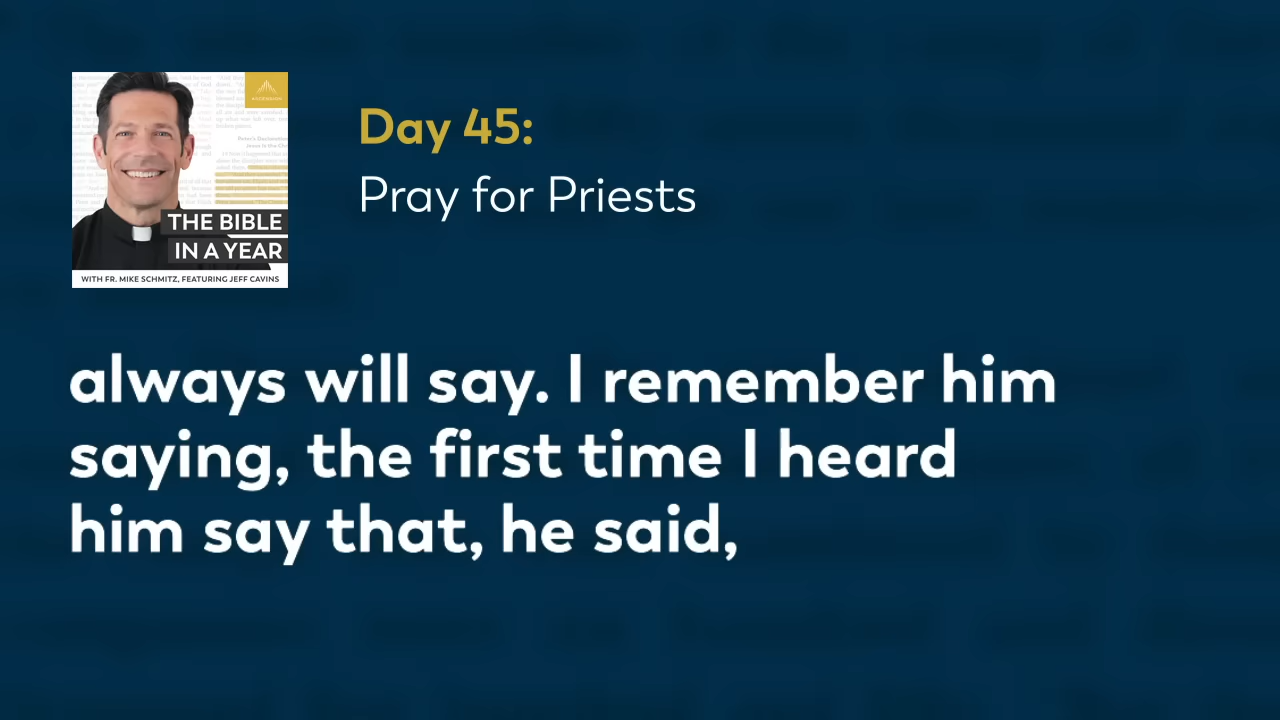 Day 45:
Pray for Priests
THE BIBLE
IN A YEAR
WITH FR. MIKE SCHMITZ, FEATURING JEFF CAVINS
always will say. I remember him
saying, the first time I heard
him say that, he said,